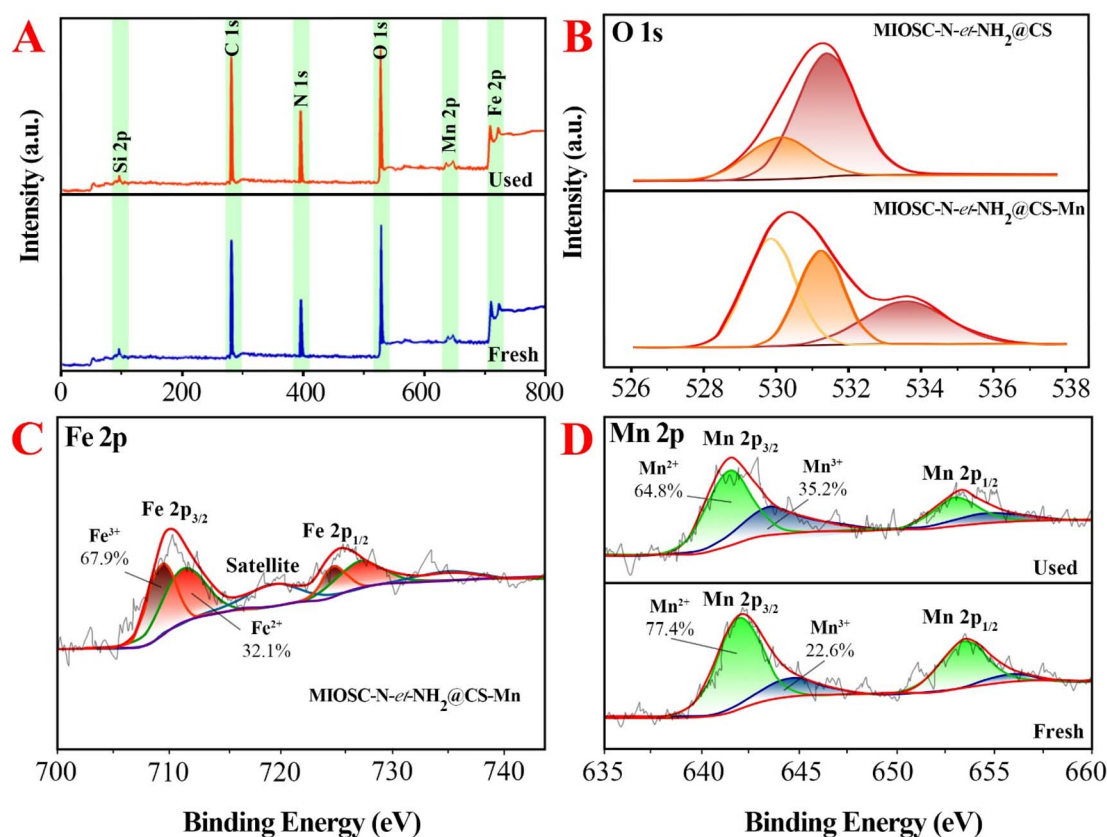 A
Intensity (a.u.)
Si 2p
C 1s
N 1s
O 1s
Mn 2p
Fe 2p
Used
Fresh
0 200 400 600 800
B
O 1s
Intensity (a.u.)
MIOSC-N-et-NH2@CS
MIOSC-N-et-NH2@CS-Mn
526 528 530 532 534 536 538
C
Fe 2p
Fe 2p3/2
Fe3+
67.9%
Satellite
Fe 2p1/2
Fe2+
32.1%
MIOSC-N-et-NH2@CS-Mn
700 710 720 730 740
Binding Energy (eV)
D
Mn 2p
Mn 2p3/2
Mn2+
64.8%
Mn3+
35.2%
Mn 2p1/2
Used
Mn 2p3/2
Mn2+
77.4%
Mn3+
22.6%
Mn 2p1/2
Fresh
635 640 645 650 655 660
Binding Energy (eV)